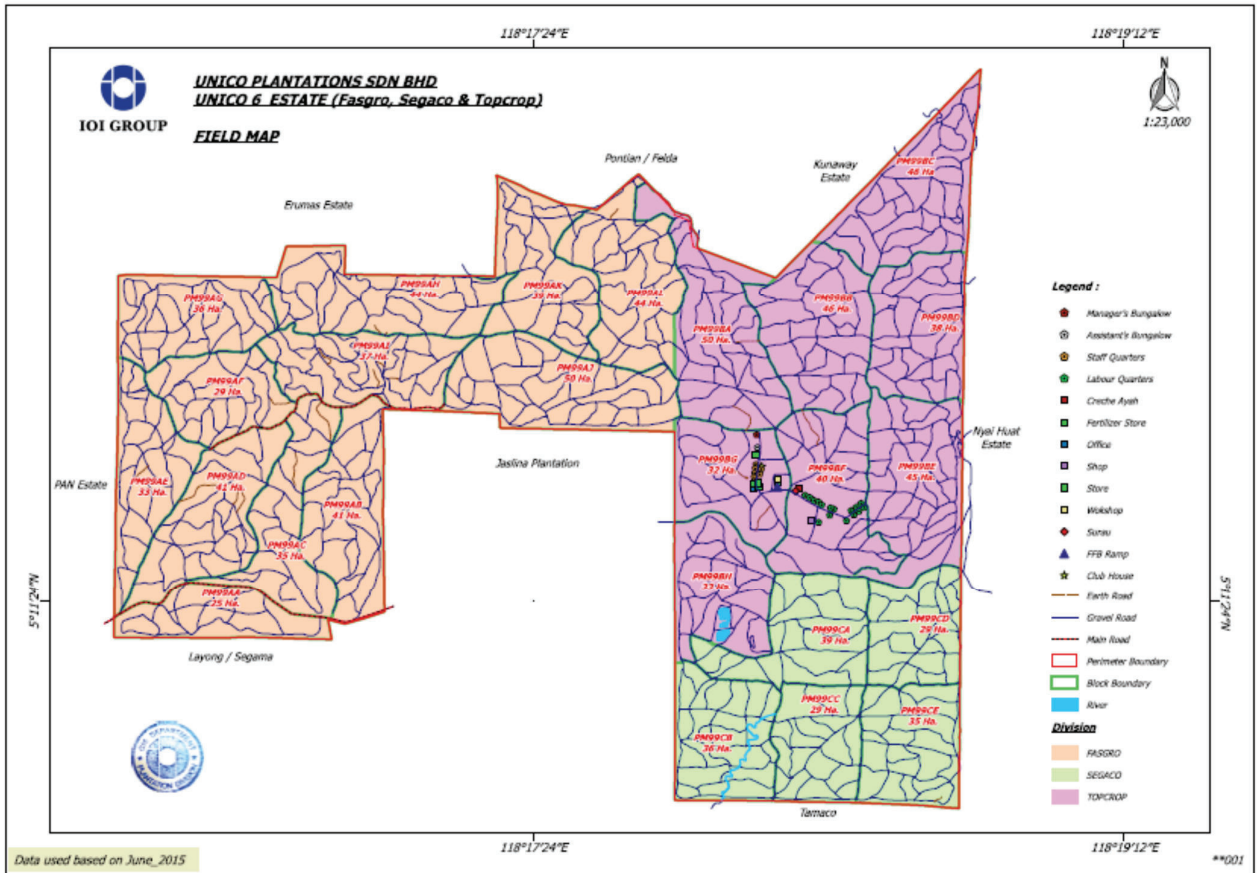 118°17'24"E
118°19'12"E
IOI GROUP
UNICO PLANTATIONS SDN BHD
UNICO 6 ESTATE (Fasgro, Segaco & Topcrop)
FIELD MAP
N
1:23,000
Pontian / Felda
Kunaway
Estate
Erumas Estate
PM99BC
48 Ha.
PM99AG
36 Ha.
PM99AH
44 Ha.
PM99AK
39 Ha.
PM99AL
44 Ha.
PM99BA
50 Ha.
PM99BB
46 Ha.
PM99BD
38 Ha.
PM99AI
37 Ha.
PM99AJ
50 Ha.
PM99AF
29 Ha.
Nyai Huat
Estate
Jaslina Plantation
PAN Estate
PM99AE
33 Ha.
PM99AD
41 Ha.
PM99AB
41 Ha.
PM99BG
32 Ha.
PM99BF
40 Ha.
PM99BE
45 Ha.
PM99AC
35 Ha.
PM99AA
25 Ha.
PM99BH
PM99CA
39 Ha.
PM99CD
29 Ha.
Layong / Segama
PM99CC
29 Ha.
PM99CE
35 Ha.
PM99CB
36 Ha.
Tamaco
5°11'24"N
5°11'24"N
Legend :
Manager's Bungalow
Assistant's Bungalow
Staff Quarters
Labour Quarters
Creche Ayah
Fertilizer Store
Office
Shop
Store
Wokshop
Surau
FFB Ramp
Club House
Earth Road
Gravel Road
Main Road
Perimeter Boundary
Block Boundary
River
Division
FASGRO
SEGACO
TOPCROP
PLANTATION DIVISION
118°17'24"E
118°19'12"E
Data used based on June_2015
**001